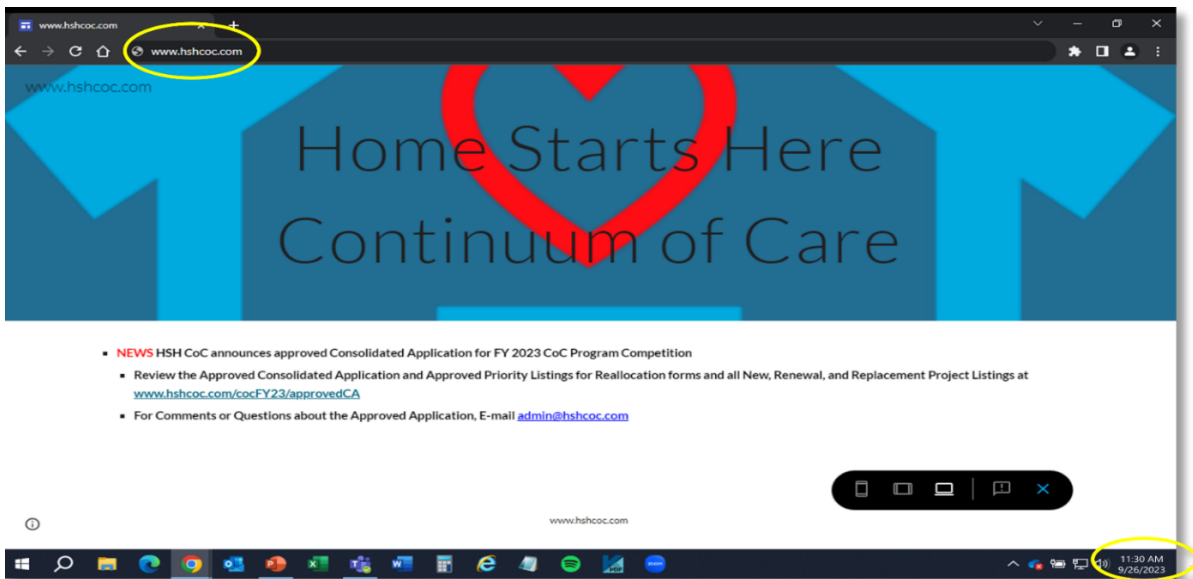 www.hshcoc.com
www.hshcoc.com
www.hshcoc.com
Home Starts Here
Continuum of Care
NEWS HSH CoC announces approved Consolidated Application for FY 2023 CoC Program Competition
Review the Approved Consolidated Application and Approved Priority Listings for Reallocation forms and all New, Renewal, and Replacement Project Listings at
www.hshcoc.com/cocFY23/approvedCA
For Comments or Questions about the Approved Application, E-mail admin@hshcoc.com
www.hshcoc.com
11:30 AM
9/26/2023